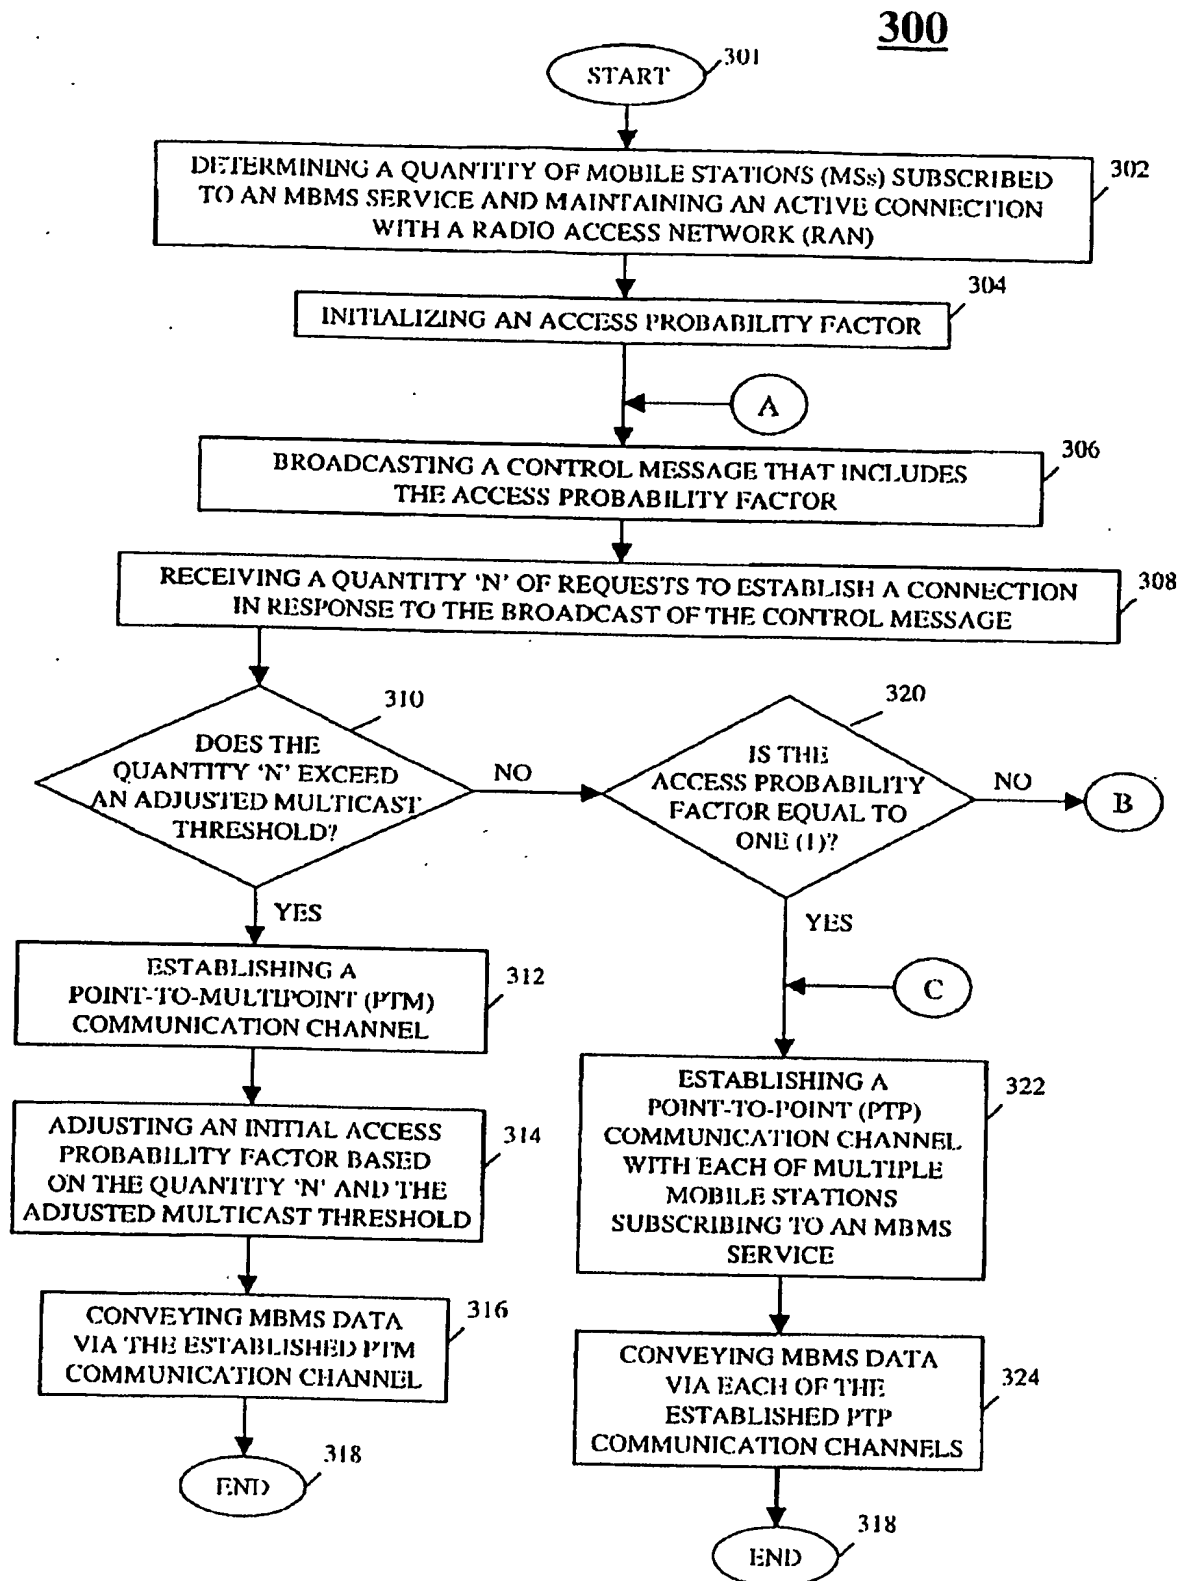 300
START
301
DETERMINING A QUANTITY OF MOBILE STATIONS (MSs) SUBSCRIBED
TO AN MBMS SERVICE AND MAINTAINING AN ACTIVE CONNECTION
WITH A RADIO ACCESS NETWORK (RAN)
302
304
INITIALIZING AN ACCESS PROBABILITY FACTOR
A
BROADCASTING A CONTROL MESSAGE THAT INCLUDES
THE ACCESS PROBABILITY FACTOR
306
RECEIVING A QUANTITY 'N' OF REQUESTS TO ESTABLISH A CONNECTION
IN RESPONSE TO THE BROADCAST OF THE CONTROL MESSAGE
308
310
DOES THE
QUANTITY 'N' EXCEED
AN ADJUSTED MULTICAST
THRESHOLD?
NO
320
IS THE
ACCESS PROBABILITY
FACTOR EQUAL TO
ONE (1)?
NO
B
YES
YES
ESTABLISHING A
POINT-TO-MULTIPOINT (PTM)
COMMUNICATION CHANNEL
312
C
ADJUSTING AN INITIAL ACCESS
PROBABILITY FACTOR BASED
ON THE QUANTITY 'N' AND THE
ADJUSTED MULTICAST THRESHOLD
314
ESTABLISHING A
POINT-TO-POINT (PTP)
COMMUNICATION CHANNEL
WITH EACH OF MULTIPLE
MOBILE STATIONS
SUBSCRIBING TO AN MBMS
SERVICE
322
CONVEYING MBMS DATA
VIA THE ESTABLISHED PTM
COMMUNICATION CHANNEL
316
CONVEYING MBMS DATA
VIA EACH OF THE
ESTABLISHED PTP
COMMUNICATION CHANNELS
324
END
318
END
318